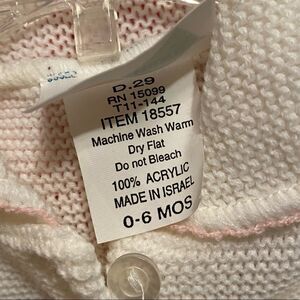 D.29
RN 15099
T11-144
ITEM 18557
Machine Wash Warm
Dry Flat
Do not Bleach
100% ACRYLIC
MADE IN ISRAEL
0-6 MOS